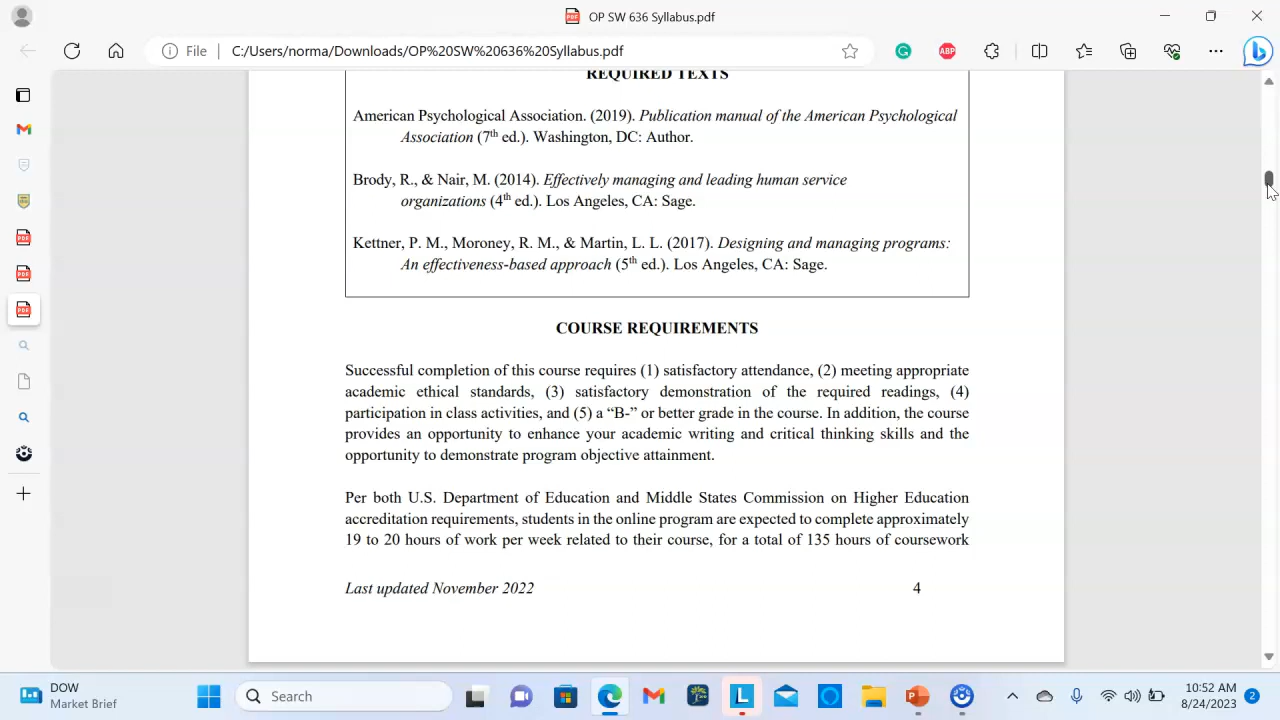 OP SW 636 Syllabus.pdf
File
C:/Users/norma/Downloads/OP%20SW%20636%20Syllabus.pdf
REQUIRED TEXTS
American Psychological Association. (2019). Publication manual of the American Psychological
Association (7th ed.). Washington, DC: Author.
Brody, R., & Nair, M. (2014). Effectively managing and leading human service
organizations (4th ed.). Los Angeles, CA: Sage.
Kettner, P. M., Moroney, R. M., & Martin, L. L. (2017). Designing and managing programs:
An effectiveness-based approach (5th ed.). Los Angeles, CA: Sage.
COURSE REQUIREMENTS
Successful completion of this course requires (1) satisfactory attendance, (2) meeting appropriate
academic ethical standards, (3) satisfactory demonstration of the required readings, (4)
participation in class activities, and (5) a “B-” or better grade in the course. In addition, the course
provides an opportunity to enhance your academic writing and critical thinking skills and the
opportunity to demonstrate program objective attainment.
Per both U.S. Department of Education and Middle States Commission on Higher Education
accreditation requirements, students in the online program are expected to complete approximately
19 to 20 hours of work per week related to their course, for a total of 135 hours of coursework
Last updated November 2022 4
DOW
Market Brief
Search
10:52 AM
8/24/2023
2